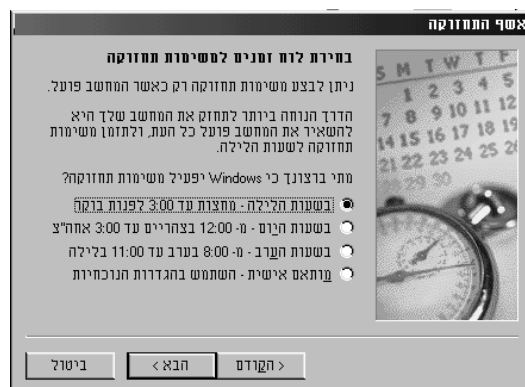 אשף התחזוקה
בחירת לוח זמנים למשימות תחזוקה
ניתן לבצע משימות תחזוקה רק כאשר המחשב פועל.
הדרך הנוחה ביותר לתחזק את המחשב שלך היא
להשאיר את המחשב פועל כל העת, ולתזמן משימות
תחזוקה לשעות הלילה.
מתי ברצונך כי Windows יפעיל משימות תחזוקה?
בשעות הלילה - מחצות עד 3:00 לפנות בוקר
בשעות היום - מ- 12:00 בצהריים עד 3:00 אחה"צ
בשעות הערב - מ- 8:00 בערב עד 11:00 בלילה
מותאם אישית - השתמש בהגדרות הנוכחיות
S M T W T F
1 2 3 4 5
7 8 9 10 11 12
14 15 16 17 18 19
21 22 23 24 25 26
28 29 30
< הקודם
הבא >
ביטול